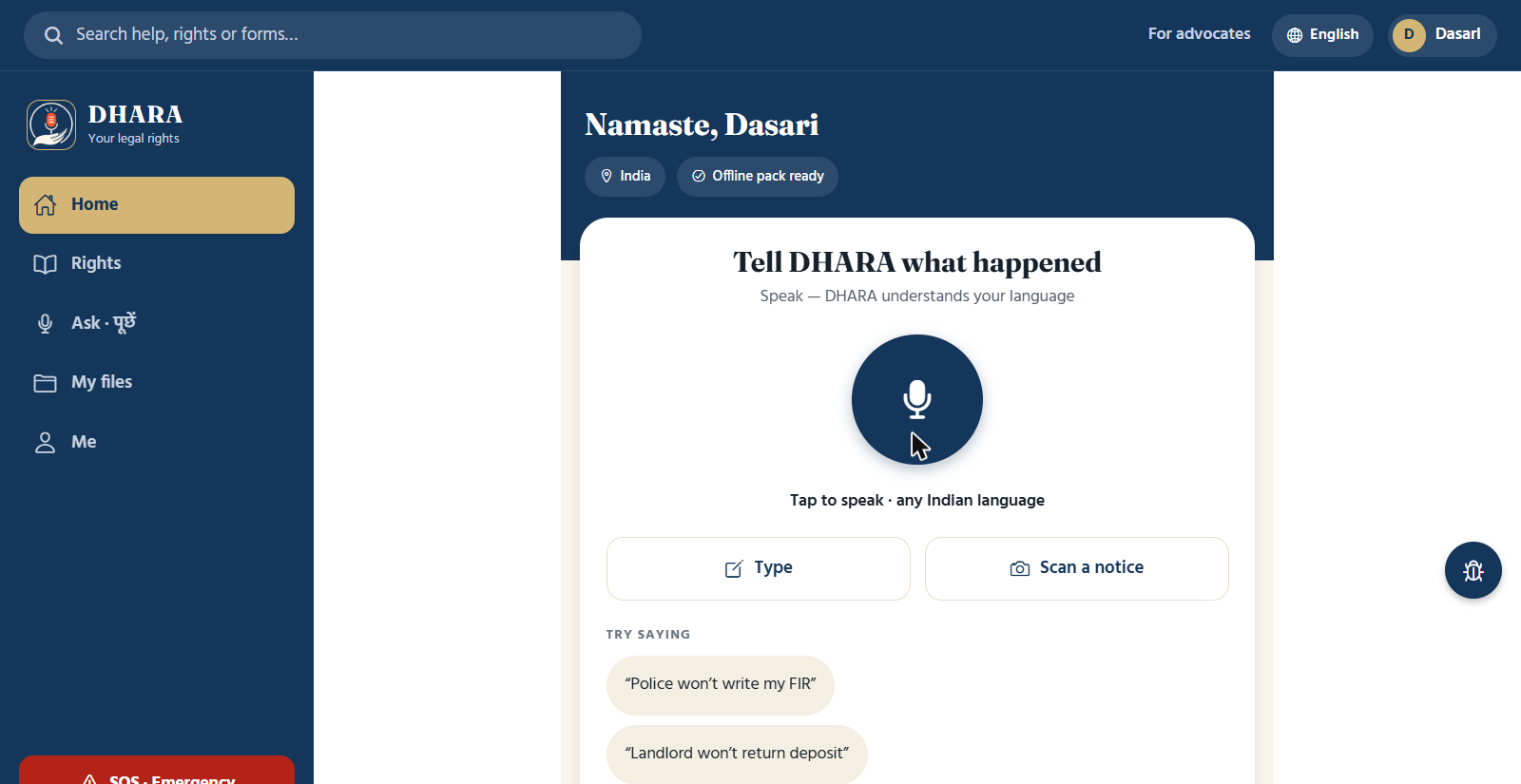 Search help, rights or forms...
For advocates
English
D
Dasari
DHARA
Your legal rights
Home
Rights
Ask · पूछें
My files
Me
SOS · Emergency
Namaste, Dasari
India
Offline pack ready
Tell DHARA what happened
Speak — DHARA understands your language
Tap to speak · any Indian language
Type
Scan a notice
TRY SAYING
“Police won’t write my FIR”
“Landlord won’t return deposit”